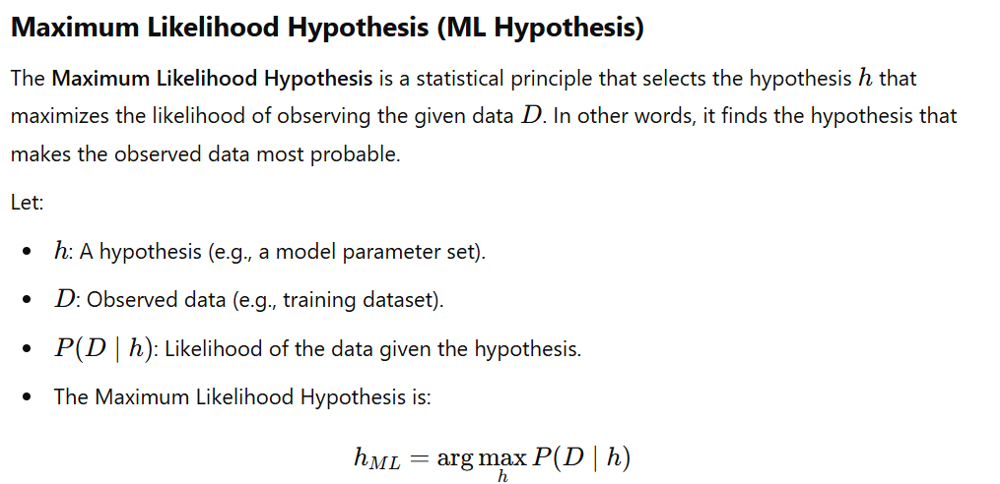 Maximum Likelihood Hypothesis (ML Hypothesis)
The Maximum Likelihood Hypothesis is a statistical principle that selects the hypothesis h that
maximizes the likelihood of observing the given data D. In other words, it finds the hypothesis that
makes the observed data most probable.
Let:
• h: A hypothesis (e.g., a model parameter set).
• D: Observed data (e.g., training dataset).
• P(D | h): Likelihood of the data given the hypothesis.
• The Maximum Likelihood Hypothesis is:
h_{ML} = arg max_h P(D | h)